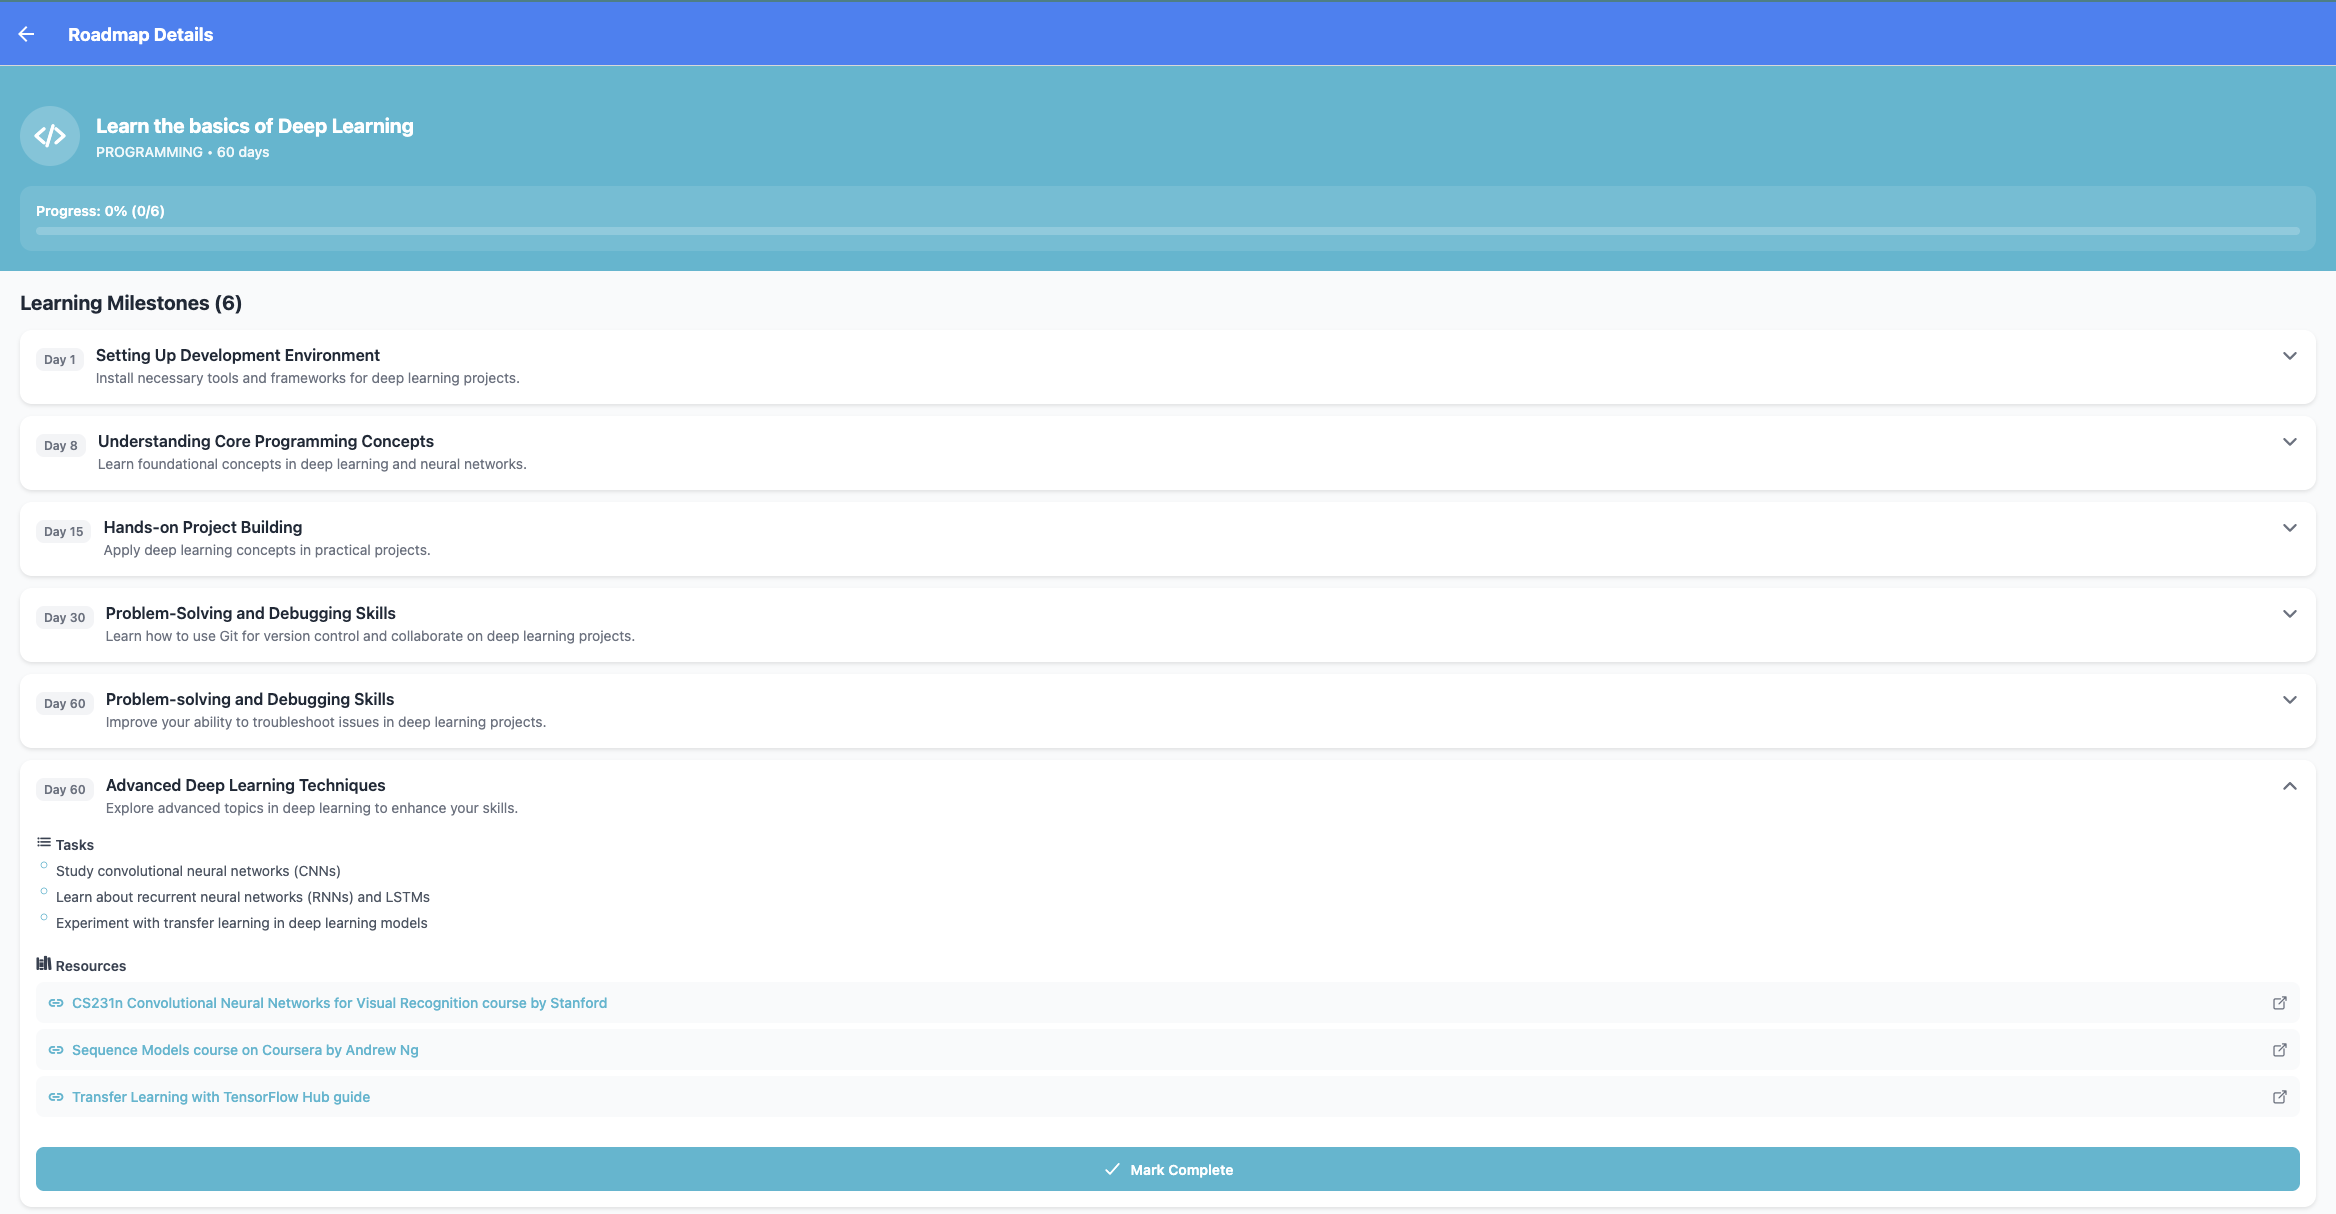 Roadmap Details
Learn the basics of Deep Learning
PROGRAMMING • 60 days
Progress: 0% (0/6)
Learning Milestones (6)
Day 1
Setting Up Development Environment
Install necessary tools and frameworks for deep learning projects.
Day 8
Understanding Core Programming Concepts
Learn foundational concepts in deep learning and neural networks.
Day 15
Hands-on Project Building
Apply deep learning concepts in practical projects.
Day 30
Problem-Solving and Debugging Skills
Learn how to use Git for version control and collaborate on deep learning projects.
Day 60
Problem-solving and Debugging Skills
Improve your ability to troubleshoot issues in deep learning projects.
Day 60
Advanced Deep Learning Techniques
Explore advanced topics in deep learning to enhance your skills.
Tasks
Study convolutional neural networks (CNNs)
Learn about recurrent neural networks (RNNs) and LSTMs
Experiment with transfer learning in deep learning models
Resources
CS231n Convolutional Neural Networks for Visual Recognition course by Stanford
Sequence Models course on Coursera by Andrew Ng
Transfer Learning with TensorFlow Hub guide
Mark Complete